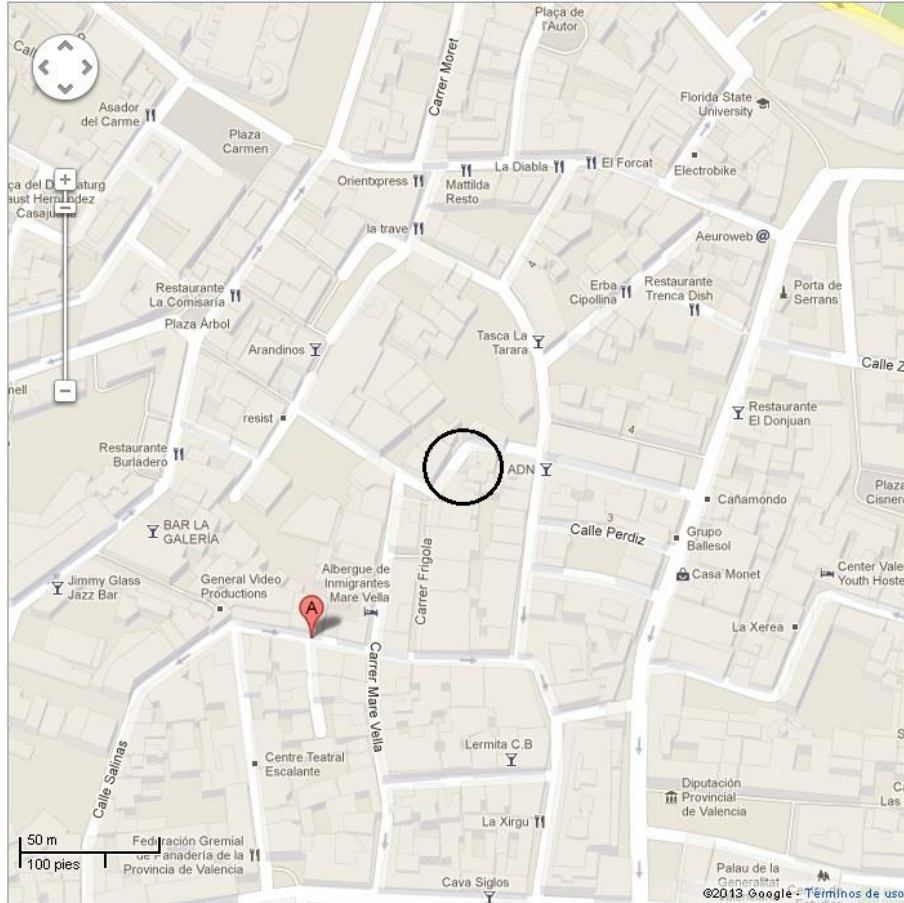 Plaça de
l'Autor
Carrer Moret
Asador
del Carme
Florida State
University
Plaza
Carmen
La Diabla
El Forcat
Electrobike
Orientxpress
Mattilda
Resto
la trave
Aeuroweb
4
Restaurante
La Comisaría
Erba
Cipollina
Restaurante
Trenca Dish
Porta de
Serrans
Plaza Árbol
Tasca La
Tarara
Arandinos
Calle Z
nell
resist
4
Restaurante
El Donjuan
Restaurante
Burladero
ADN
Plaza
Cisner
Cañamondo
3
Calle Perdiz
BAR LA
GALERÍA
Grupo
Ballesol
Carrer Frígola
Albergue de
Inmigrantes
Mare Vella
Casa Monet
Center Vale
Youth Hoste
Jimmy Glass
Jazz Bar
General Video
Productions
A
La Xerea
Carrer Mare Vella
Lermita C.B
Centre Teatral
Escalante
Calle Salinas
Diputación
Provincial
de Valencia
Las
La Xirgu
50 m
100 pies
Federación Gremial
de Panadería de la
Provincia de Valencia
Cava Siglos
Palau de la
Generalitat
©2013 Google - Términos de uso